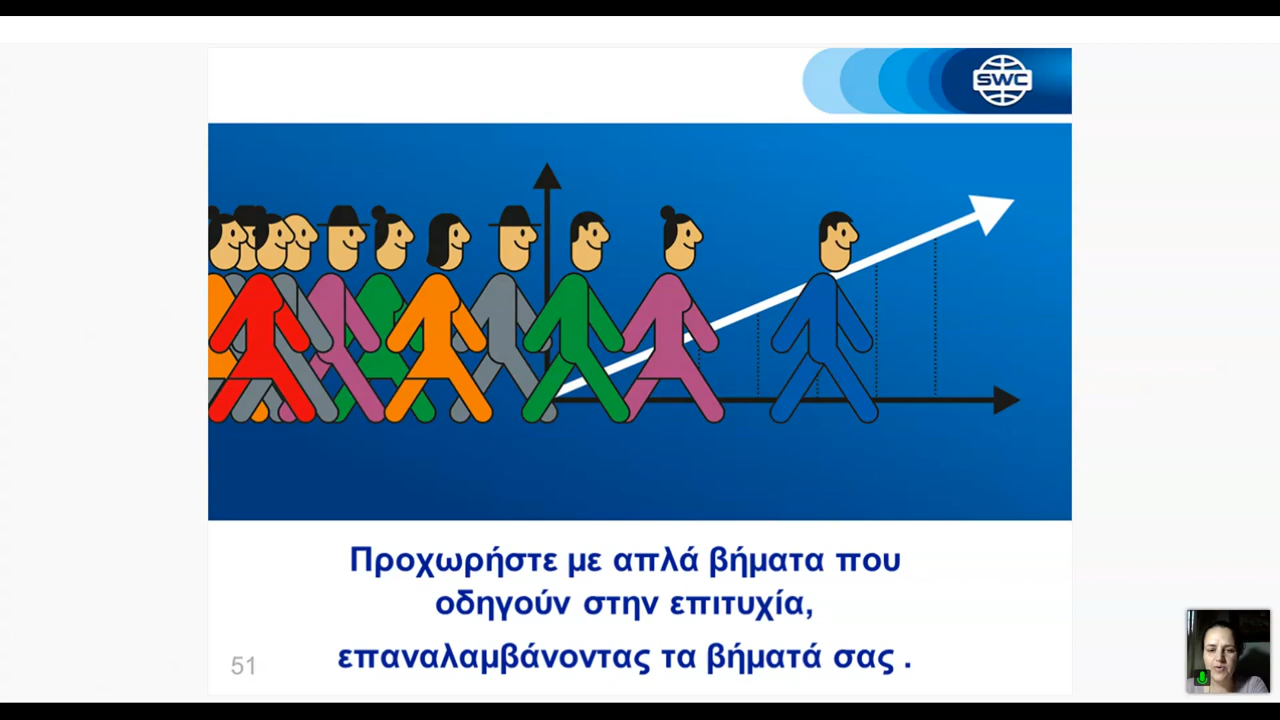 SWC
Προχωρήστε με απλά βήματα που
οδηγούν στην επιτυχία,
επαναλαμβάνοντας τα βήματά σας .
51